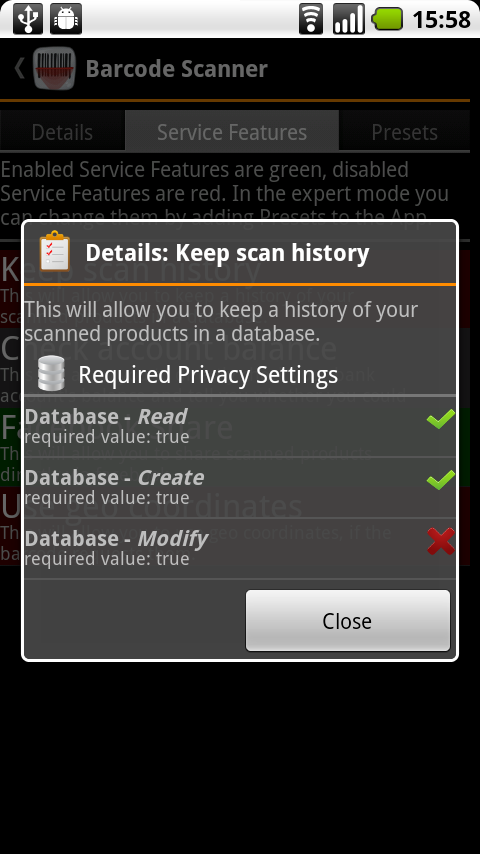 15:58
Barcode Scanner
Details
Service Features
Presets
Enabled Service Features are green, disabled
Service Features are red. In the expert mode you
can change them by adding Presets to the App
Keep scan history
Details: Keep scan history
This will allow you to keep a history of your
scanned products in a database.
Check account balance
Required Privacy Settings
Database - Read
required value: true
Database - Create
required value: true
Use geo coordinates
Database - Modify
required value: true
Close